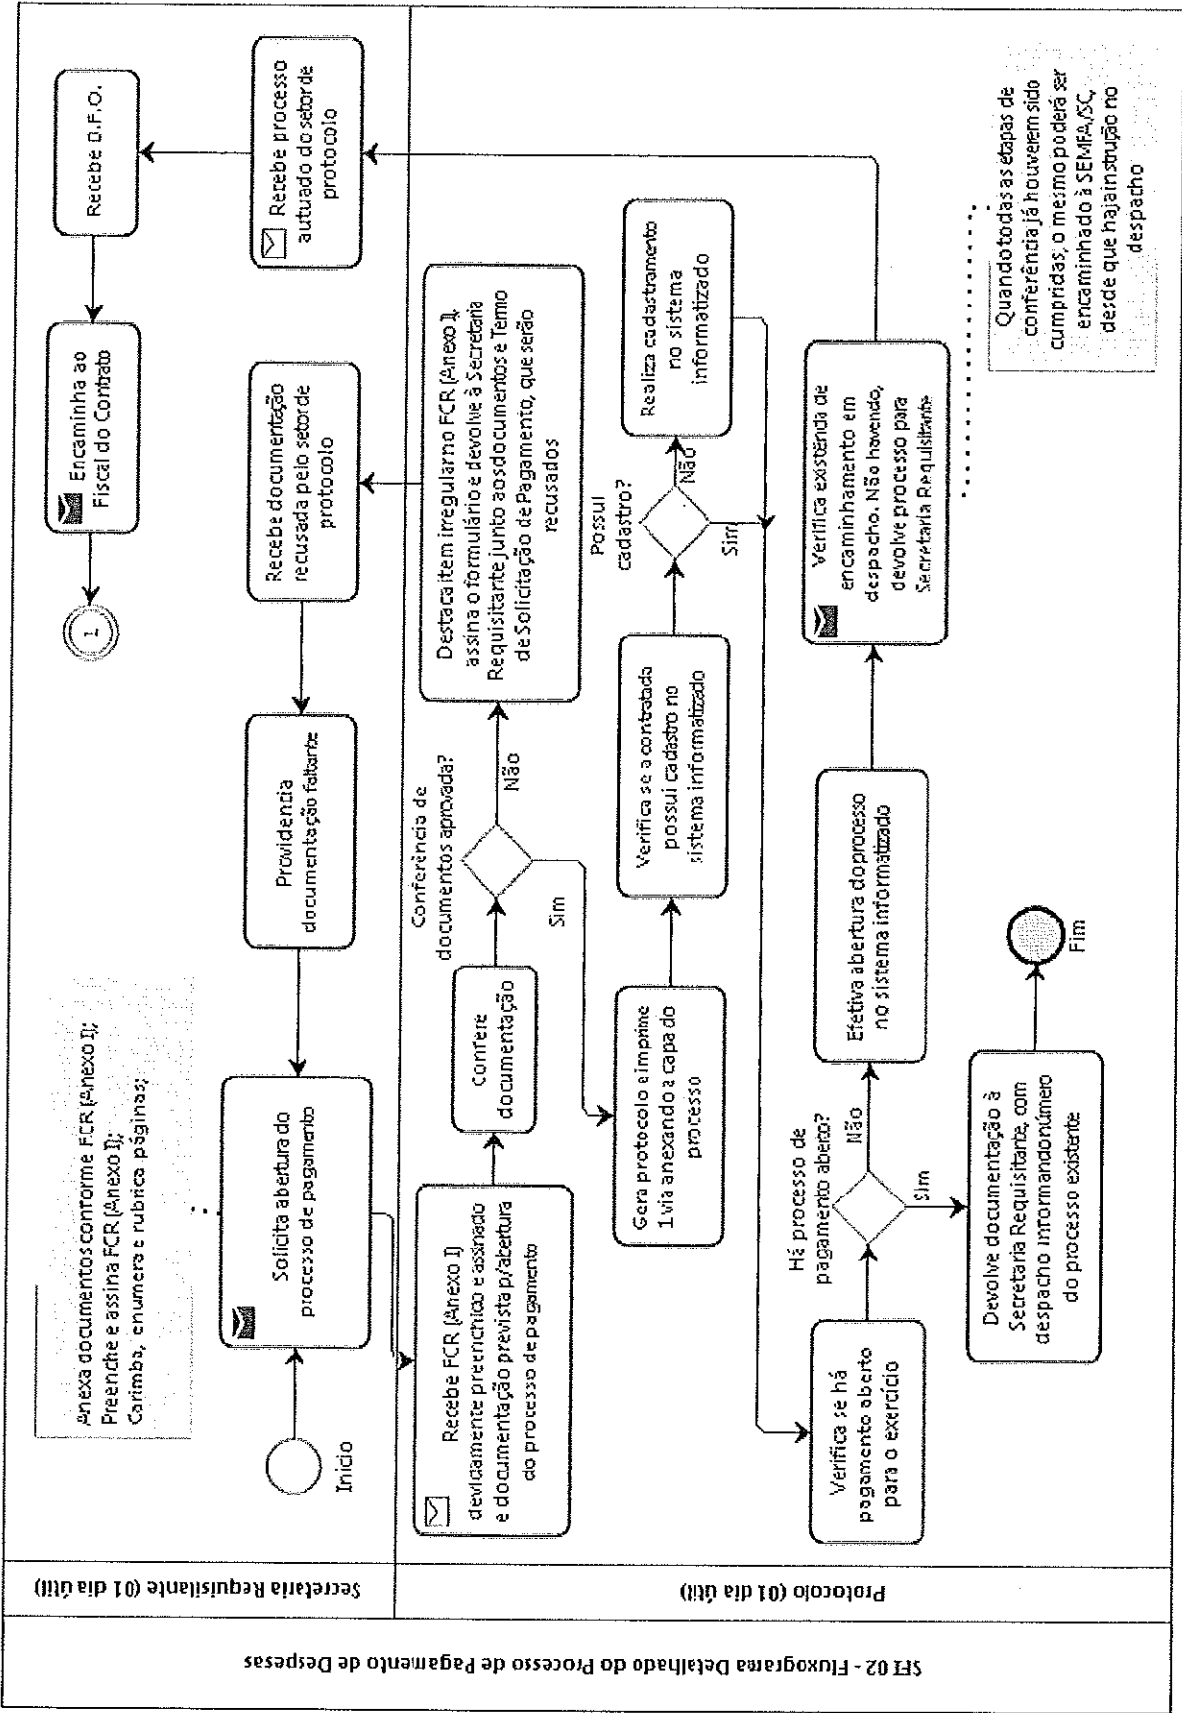 SFI 02 - Fluxograma Detalhado do Processo de Pagamento de Despesas
Secretaria Requisitante (01 dia útil)
Anexa documentos conforme FCR (Anexo I);
Preenche e assina FCR (Anexo I);
Carimba, enumera e rubrica páginas;
Início
Solicita abertura do
processo de pagamento
Providencia
documentação faltante
Recebe documentação
recusada pelo setor de
protocolo
Recebe processo
autuado do setor de
protocolo
Recebe D.F.O.
Encaminha ao
Fiscal do Contrato
1
Protocolo (01 dia útil)
Recebe FCR (Anexo I)
devidamente preenchido e assinado
e documentação prevista p/abertura
do processo de pagamento
Confere
documentação
Conferência de
documentos aprovada?
Não
Sim
Destaca item irregular no FCR (Anexo I),
assina o formulário e devolve à Secretaria
Requisitante junto aos documentos e Termo
de Solicitação de Pagamento, que serão
recusados
Gera protocolo e imprime
1 via anexando a capa do
processo
Verifica se a contratada
possui cadastro no
sistema informatizado
Possui
cadastro?
Não
Sim
Realiza cadastramento
no sistema
informatizado
Verifica se há
pagamento aberto
para o exercício
Há processo de
pagamento aberto?
Não
Sim
Efetiva abertura do processo
no sistema informatizado
Verifica existência de
encaminhamento em
despacho. Não havendo,
devolve processo para
Secretaria Requisitante
Quando todas as etapas de
conferência já houverem sido
cumpridas, o mesmo poderá ser
encaminhado à SEMFA/SC,
desde que haja instrução no
despacho
Devolve documentação à
Secretaria Requisitante, com
despacho informando número
do processo existente
Fim